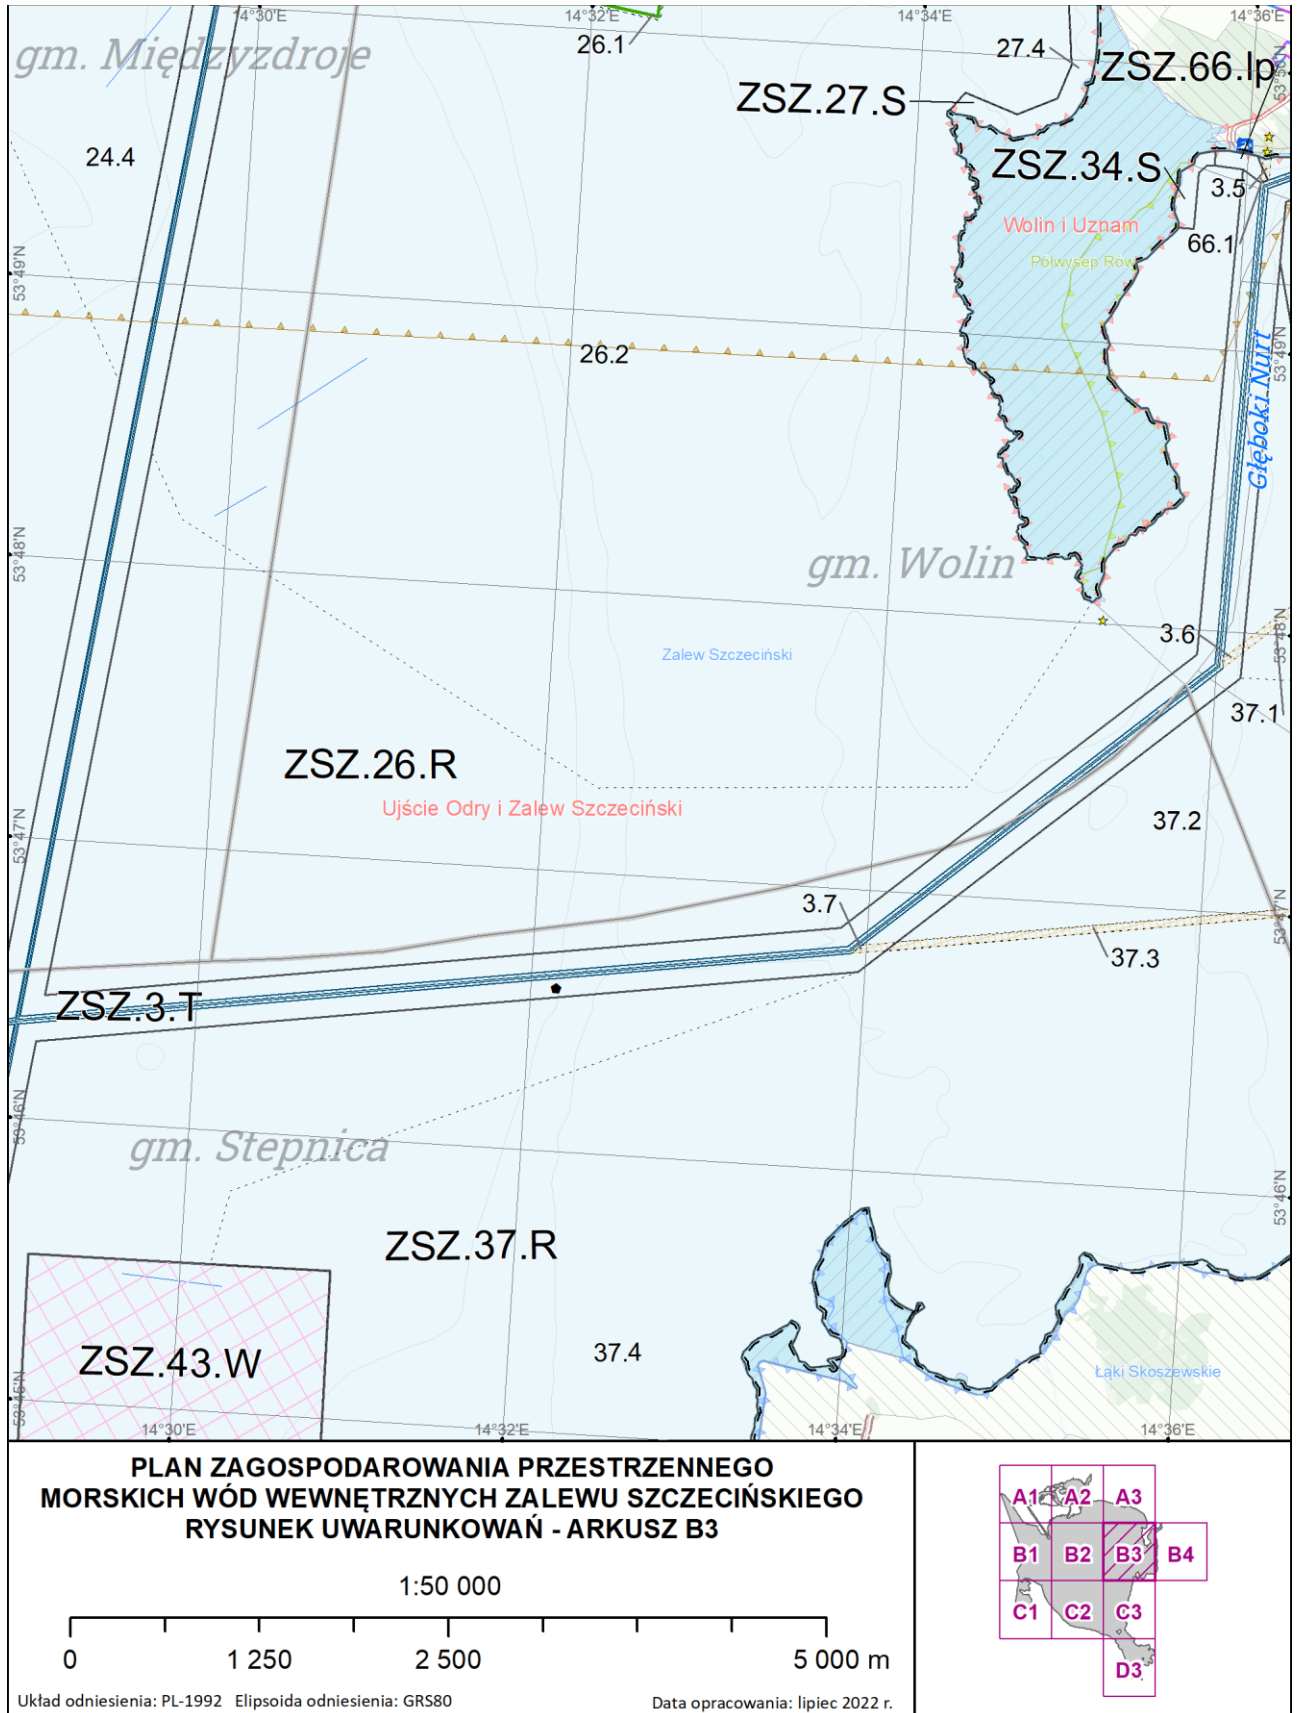 14°30'E
14°32'E
14°34'E
14°36'E
gm. Międzyzdroje
26.1
27.4
ZSZ.66.Ip
53°50'N
ZSZ.27.S
24.4
ZSZ.34.S
3.5
Wolin i Uznam
66.1
Półwysep Rów
53°49'N
53°49'N
26.2
Głęboki Nurt
53°48'N
gm. Wolin
53°48'N
3.6
Zalew Szczeciński
37.1
ZSZ.26.R
Ujście Odry i Zalew Szczeciński
37.2
53°47'N
3.7
53°47'N
37.3
ZSZ.3.T
53°46'N
gm. Stepnica
53°46'N
ZSZ.37.R
37.4
ZSZ.43.W
Łąki Skoszewskie
53°45'N
14°30'E
14°32'E
14°34'E
14°36'E
PLAN ZAGOSPODAROWANIA PRZESTRZENNEGO
MORSKICH WÓD WEWNĘTRZNYCH ZALEWU SZCZECIŃSKIEGO
RYSUNEK UWARUNKOWAŃ - ARKUSZ B3
1:50 000
0 1 250 2 500 5 000 m
Układ odniesienia: PL-1992 Elipsoida odniesienia: GRS80
Data opracowania: lipiec 2022 r.
A1 A2 A3
B1 B2 B3 B4
C1 C2 C3
D3